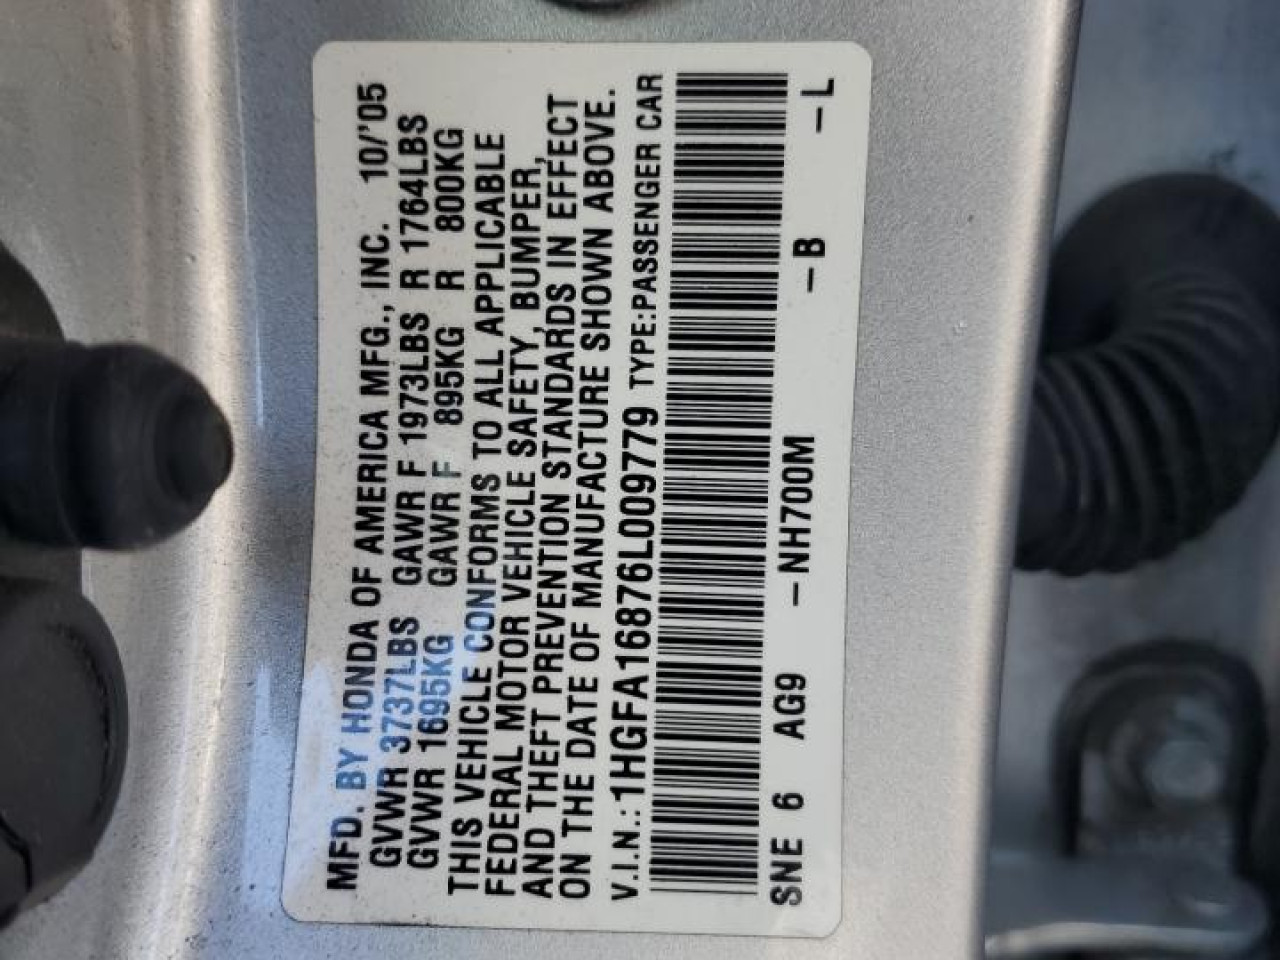 MFD. BY HONDA OF AMERICA MFG., INC. 10/'05
GVWR 3737LBS GAWR F 1973LBS R 1764LBS
GVWR 1695KG GAWR F 895KG R 800KG
THIS VEHICLE CONFORMS TO ALL APPLICABLE
FEDERAL MOTOR VEHICLE SAFETY, BUMPER,
AND THEFT PREVENTION STANDARDS IN EFFECT
ON THE DATE OF MANUFACTURE SHOWN ABOVE.
V.I.N.:1HGFA16876L009779 TYPE:PASSENGER CAR
SNE 6 AG9 –NH700M –B –L